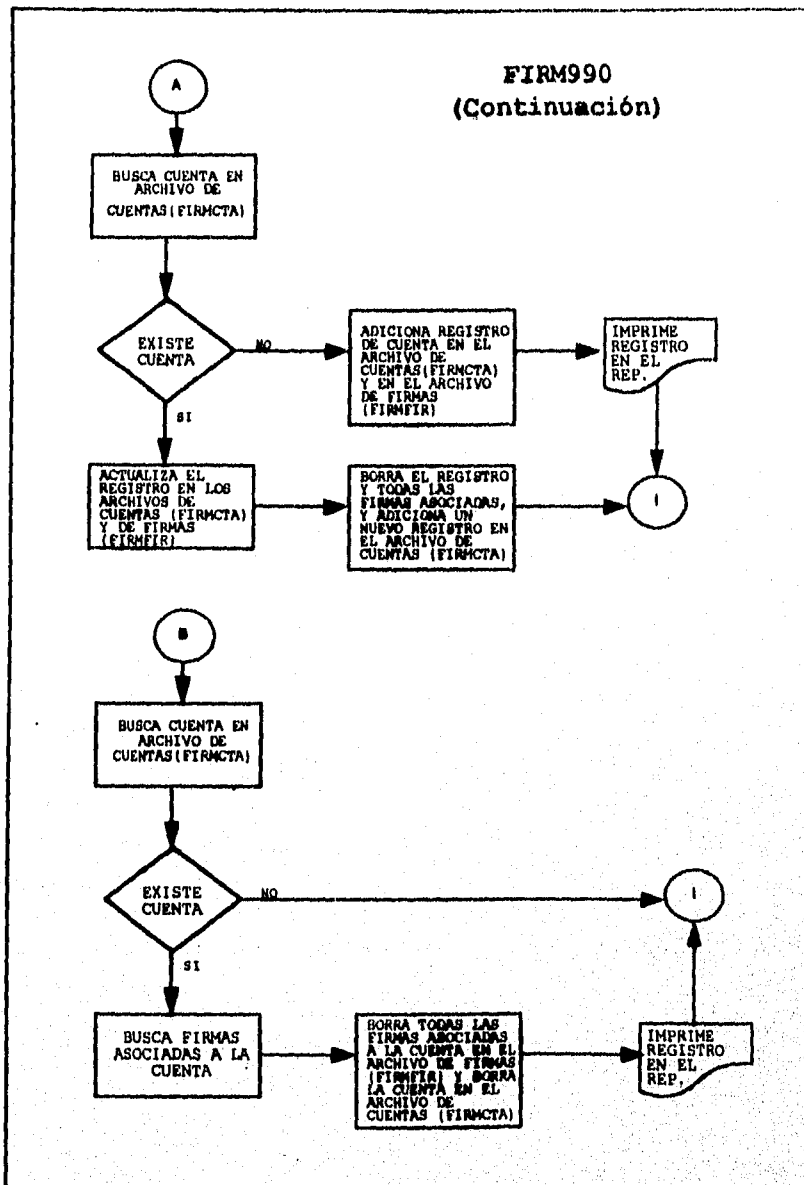 FIRM990
(Continuación)
A
BUSCA CUENTA EN
ARCHIVO DE
CUENTAS(FIRMCTA)
EXISTE
CUENTA
NO
ADICIONA REGISTRO
DE CUENTA EN EL
ARCHIVO DE
CUENTAS(FIRMCTA)
Y EN EL ARCHIVO
DE FIRMAS
(FIRMFIR)
IMPRIME
REGISTRO
EN EL
REP.
SI
ACTUALIZA EL
REGISTRO EN LOS
ARCHIVOS DE
CUENTAS (FIRMCTA)
Y DE FIRMAS
(FIRMFIR)
BORRA EL REGISTRO
Y TODAS LAS
FIRMAS ASOCIADAS,
Y ADICIONA UN
NUEVO REGISTRO EN
EL ARCHIVO DE
CUENTAS (FIRMCTA)
1
B
BUSCA CUENTA EN
ARCHIVO DE
CUENTAS(FIRMCTA)
EXISTE
CUENTA
NO
1
SI
BUSCA FIRMAS
ASOCIADAS A LA
CUENTA
BORRA TODAS LAS
FIRMAS ASOCIADAS
A LA CUENTA EN EL
ARCHIVO DE FIRMAS
(FIRMFIR) Y BORRA
LA CUENTA EN EL
ARCHIVO DE
CUENTAS (FIRMCTA)
IMPRIME
REGISTRO
EN EL
REP.